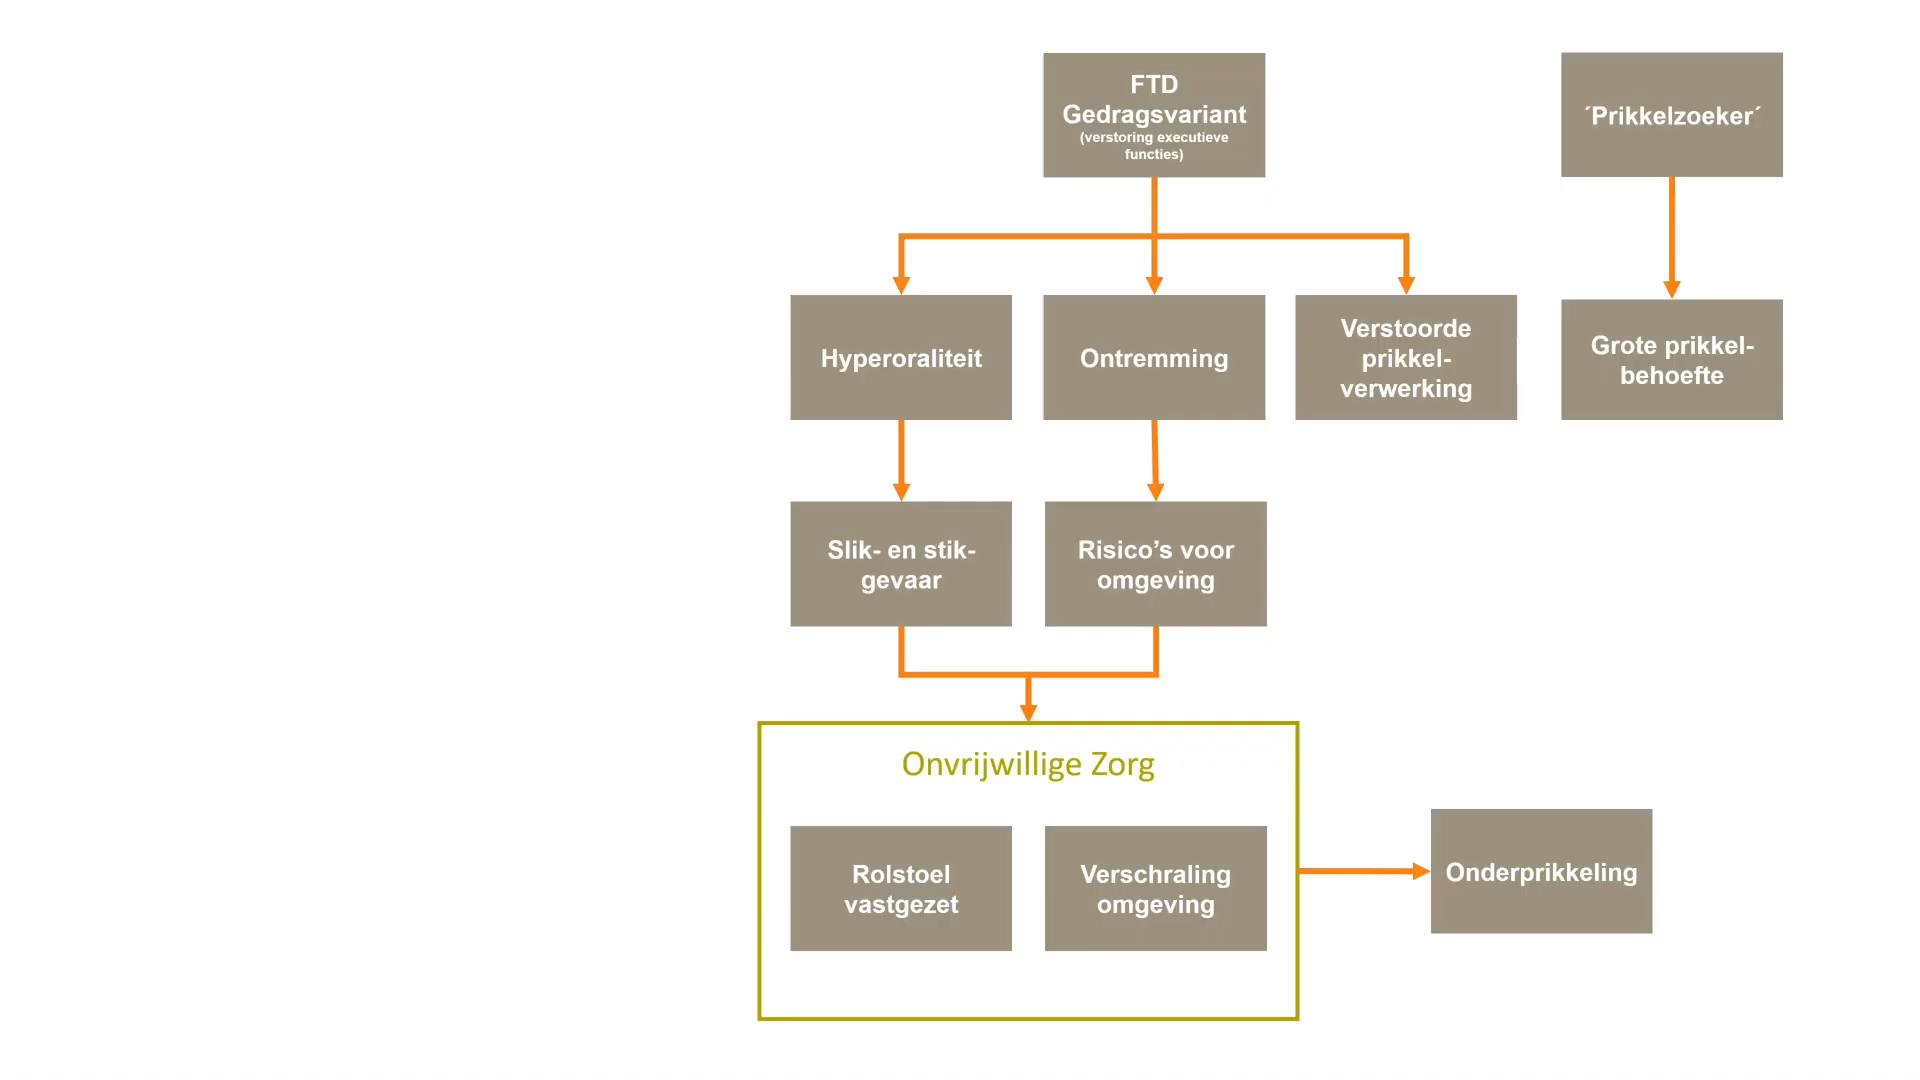 FTD
Gedragsvariant
(verstoring executieve
functies)
´Prikkelzoeker´
Hyperoraliteit
Ontremming
Verstoorde
prikkel-
verwerking
Grote prikkel-
behoefte
Slik- en stik-
gevaar
Risico’s voor
omgeving
Onvrijwillige Zorg
Rolstoel
vastgezet
Verschraling
omgeving
Onderprikkeling